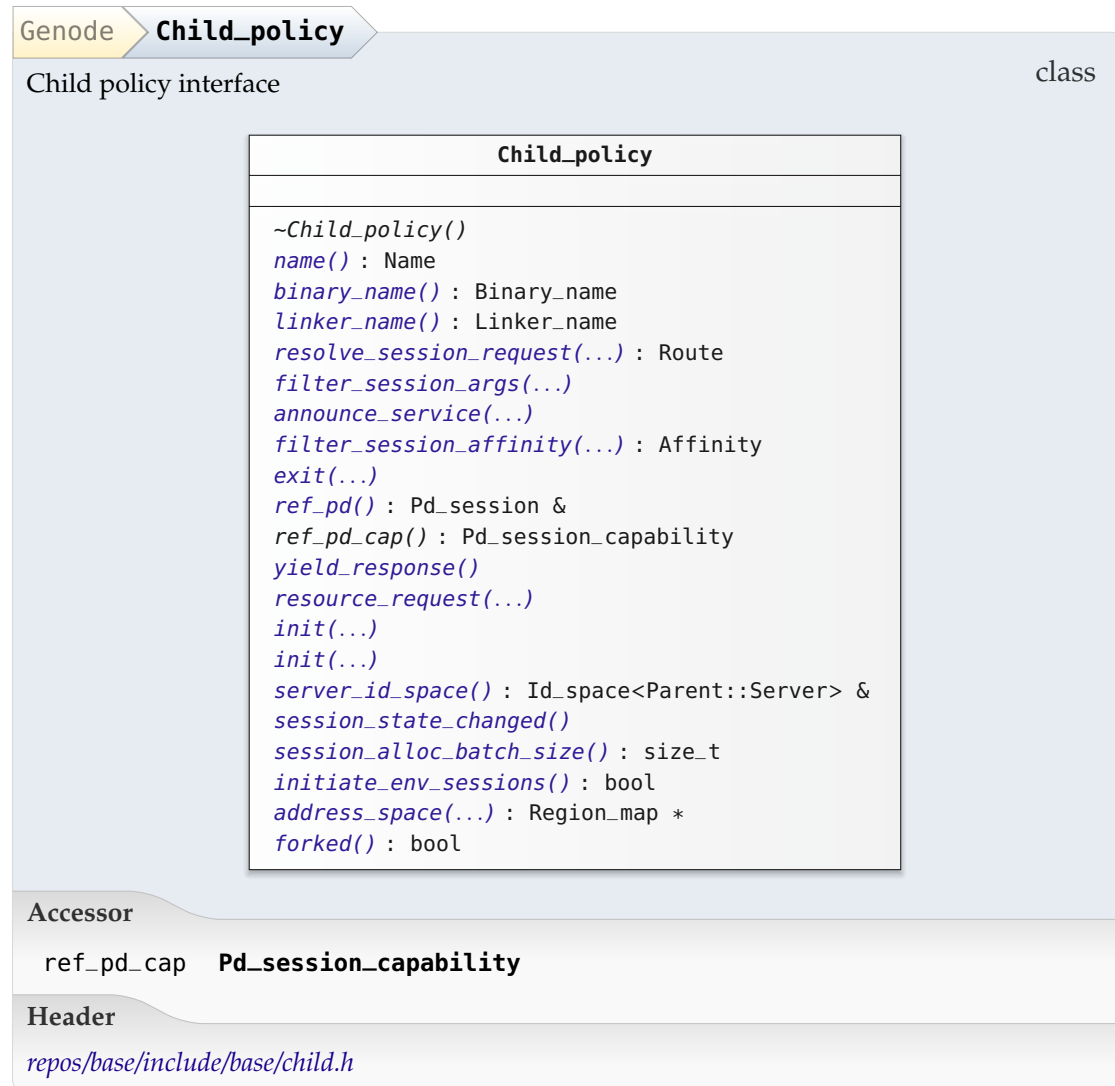 Genode Child_policy
class
Child policy interface
Child_policy
~Child_policy()
name() : Name
binary_name() : Binary_name
linker_name() : Linker_name
resolve_session_request(...) : Route
filter_session_args(...)
announce_service(...)
filter_session_affinity(...) : Affinity
exit(...)
ref_pd() : Pd_session &
ref_pd_cap() : Pd_session_capability
yield_response()
resource_request(...)
init(...)
init(...)
server_id_space() : Id_space<Parent::Server> &
session_state_changed()
session_alloc_batch_size() : size_t
initiate_env_sessions() : bool
address_space(...) : Region_map *
forked() : bool
Accessor
ref_pd_cap Pd_session_capability
Header
repos/base/include/base/child.h